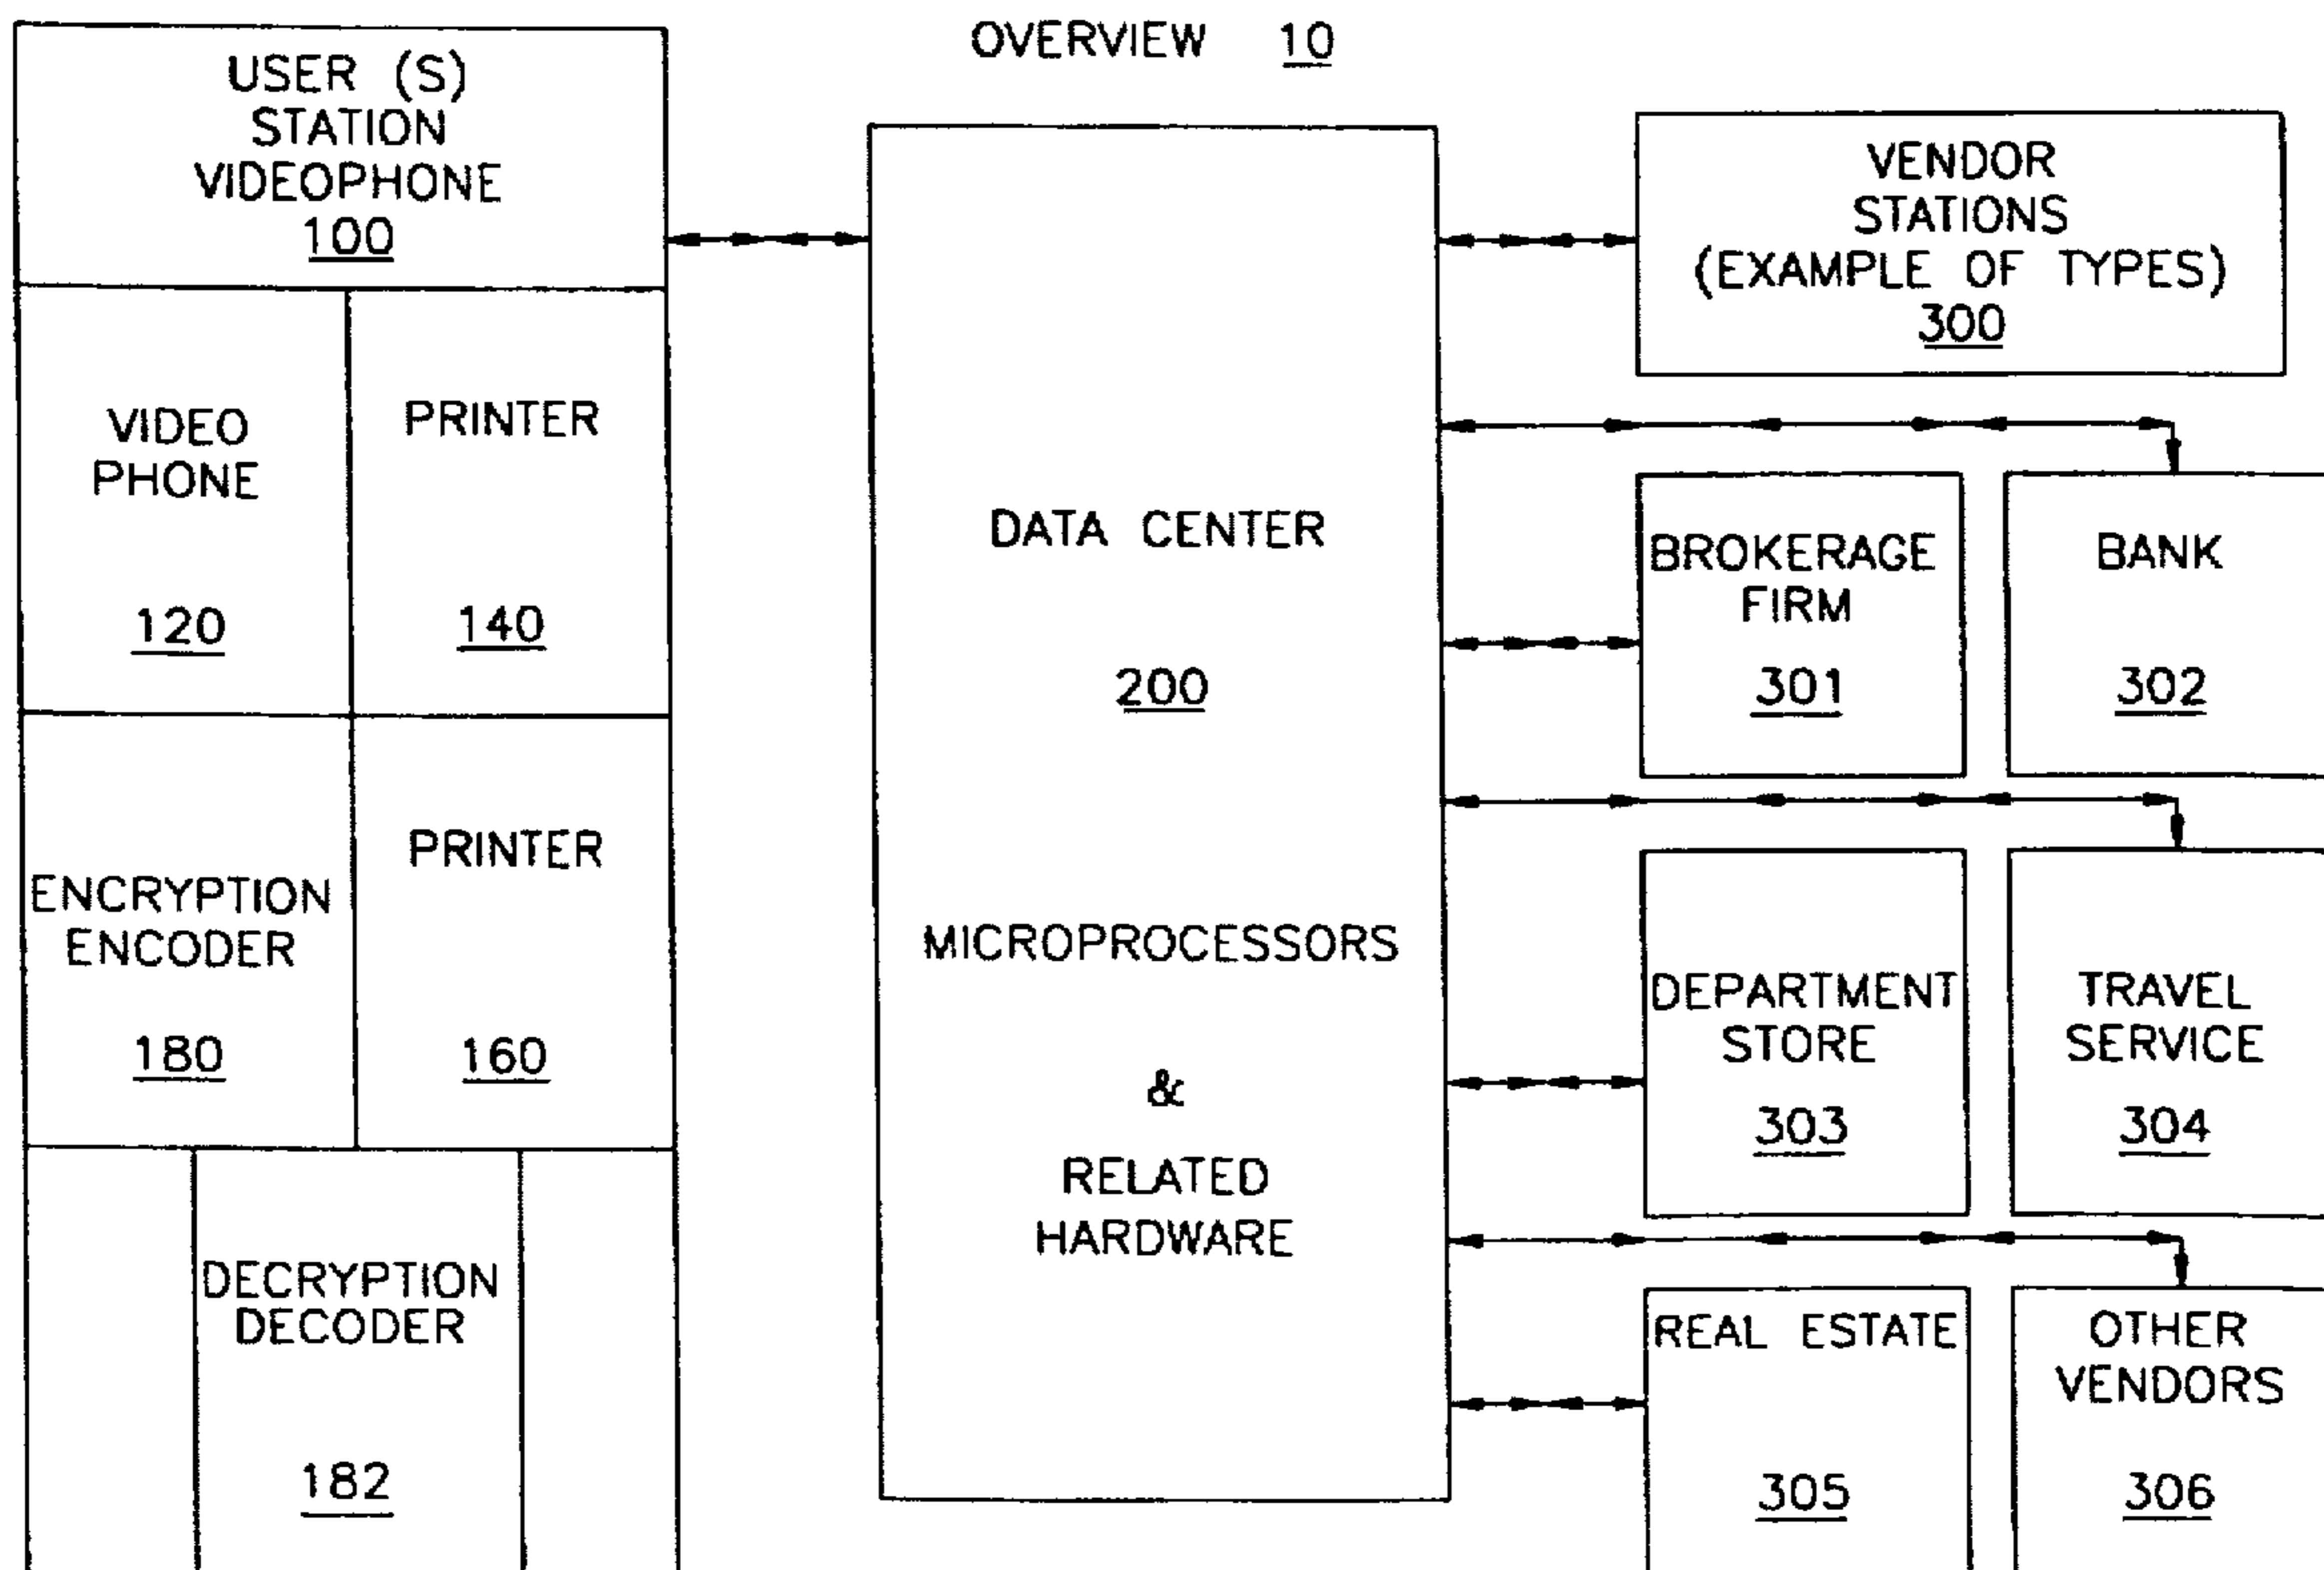 OVERVIEW 10
USER (S)
STATION
VIDEOPHONE
100
VIDEO
PHONE
120
PRINTER
140
ENCRYPTION
ENCODER
180
PRINTER
160
DECRYPTION
DECODER
182
DATA CENTER
200
MICROPROCESSORS
&
RELATED
HARDWARE
VENDOR
STATIONS
(EXAMPLE OF TYPES)
300
BROKERAGE
FIRM
301
BANK
302
DEPARTMENT
STORE
303
TRAVEL
SERVICE
304
REAL ESTATE
305
OTHER
VENDORS
306